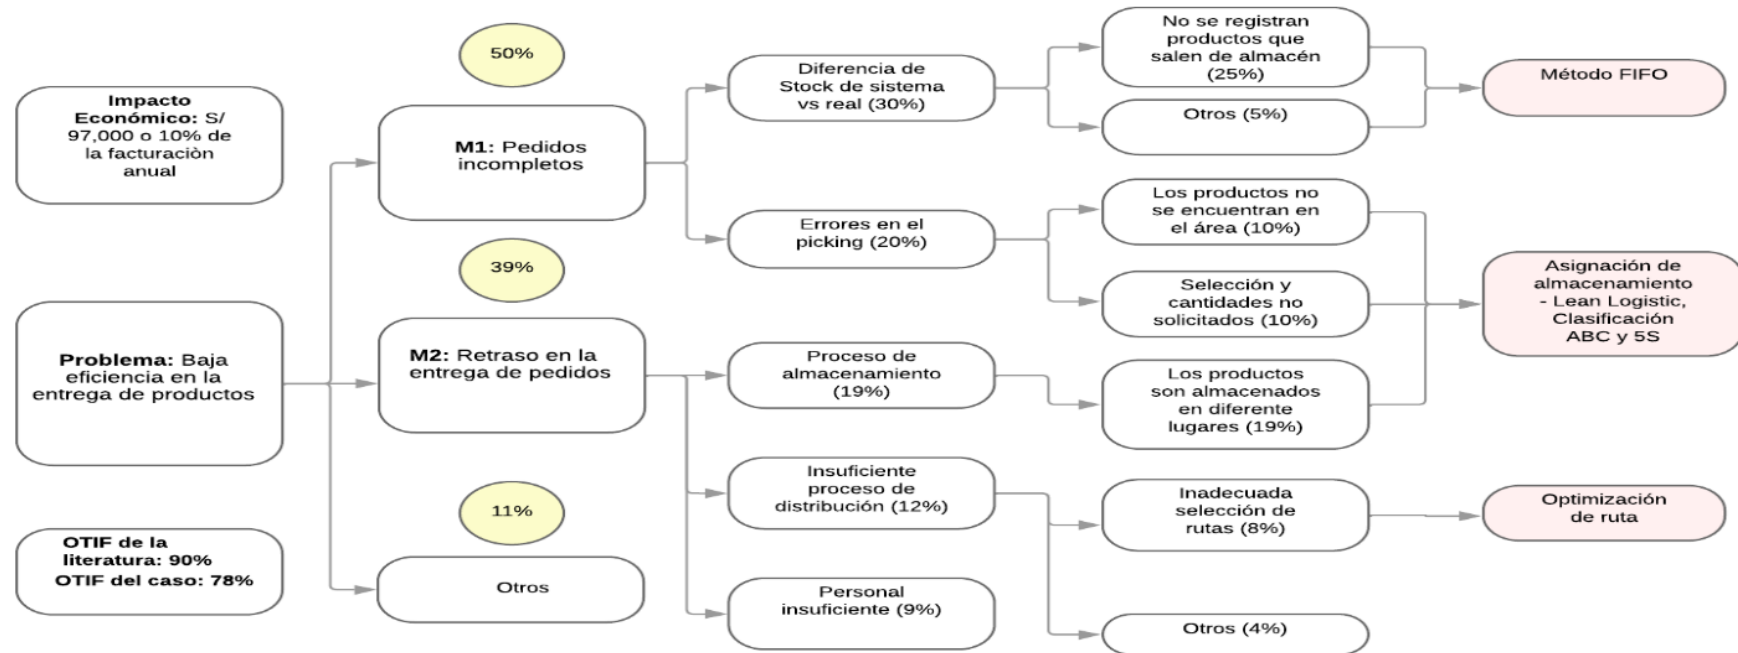 Impacto
Económico: S/
97,000 o 10% de
la facturaciòn
anual
Problema: Baja
eficiencia en la
entrega de productos
OTIF de la
literatura: 90%
OTIF del caso: 78%
50%
M1: Pedidos
incompletos
39%
M2: Retraso en la
entrega de pedidos
11%
Otros
Diferencia de
Stock de sistema
vs real (30%)
Errores en el
picking (20%)
Proceso de
almacenamiento
(19%)
Insuficiente
proceso de
distribución (12%)
Personal
insuficiente (9%)
No se registran
productos que
salen de almacén
(25%)
Otros (5%)
Los productos no
se encuentran en
el área (10%)
Selección y
cantidades no
solicitados (10%)
Los productos
son almacenados
en diferente
lugares (19%)
Inadecuada
selección de
rutas (8%)
Otros (4%)
Método FIFO
Asignación de
almacenamiento
- Lean Logistic,
Clasificación
ABC y 5S
Optimización
de ruta